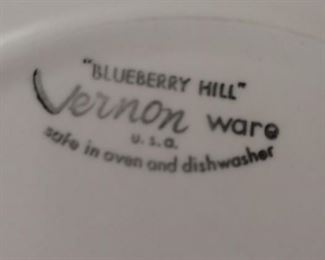 "BLUEBERRY HILL"
Vernon ware
U.S.A.
safe in oven and dishwasher